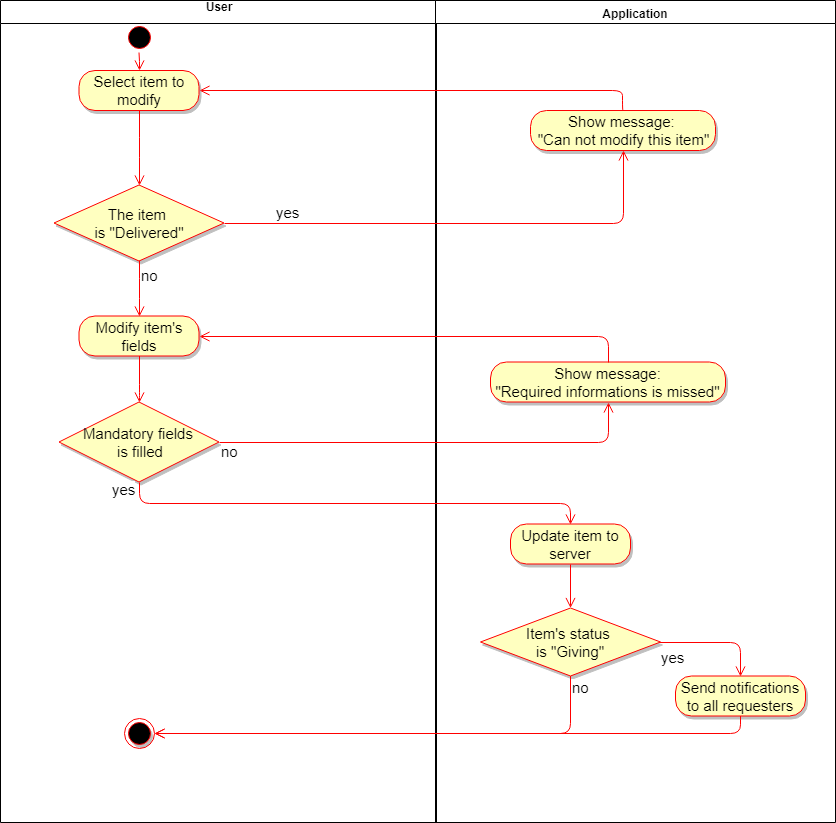 User
Application
Select item to
modify
Show message:
"Can not modify this item"
The item
is "Delivered"
yes
no
Modify item's
fields
Show message:
"Required informations is missed"
Mandatory fields
is filled
no
yes
Update item to
server
Item's status
is "Giving"
yes
no
Send notifications
to all requesters